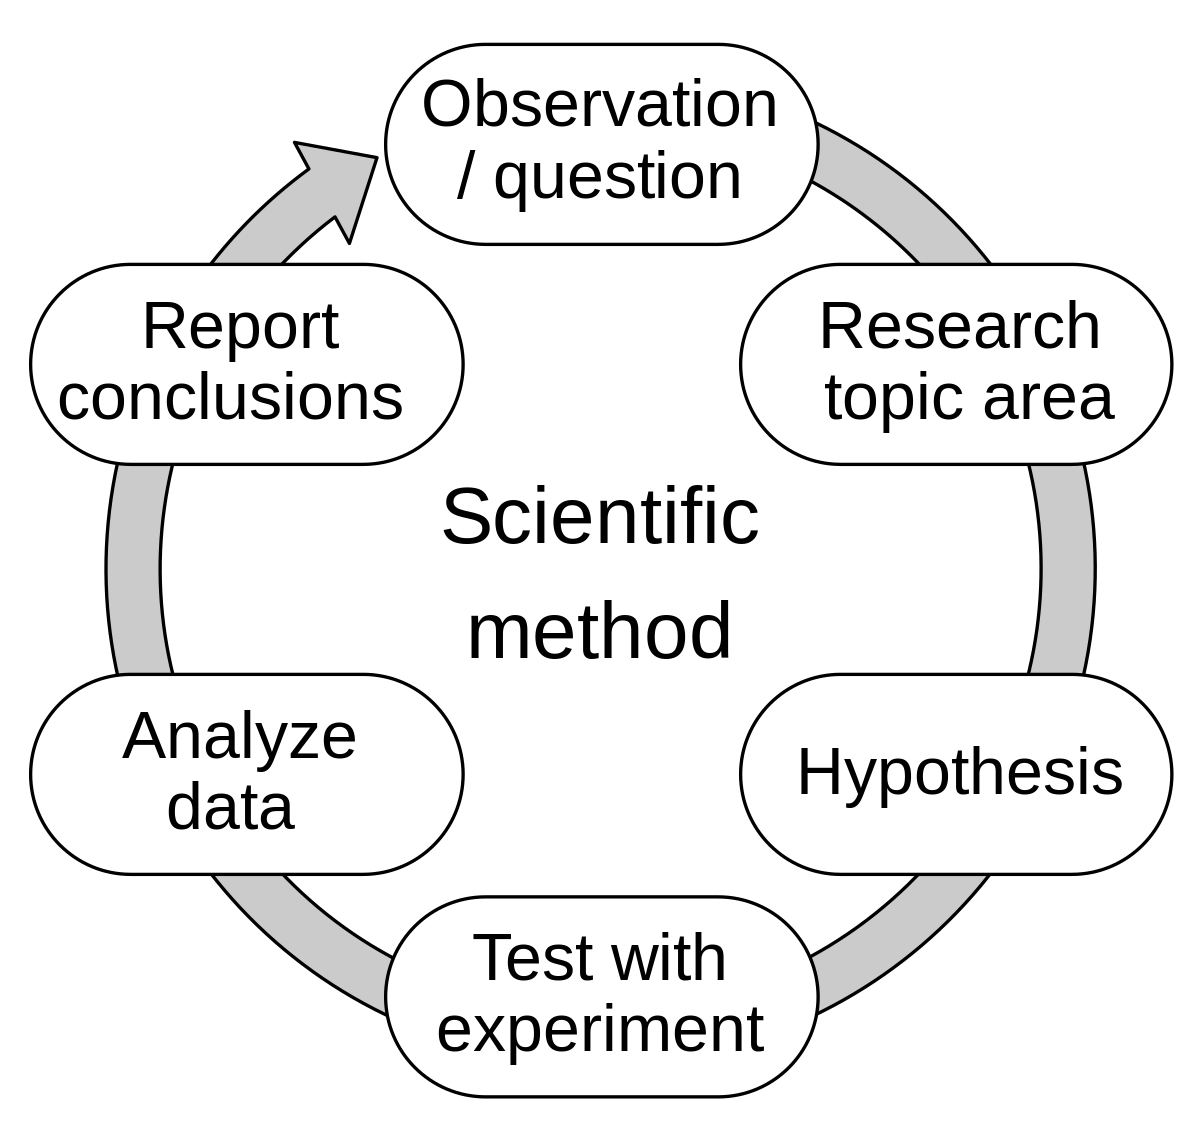 Observation
/ question
Research
topic area
Hypothesis
Test with
experiment
Analyze
data
Report
conclusions
Scientific
method